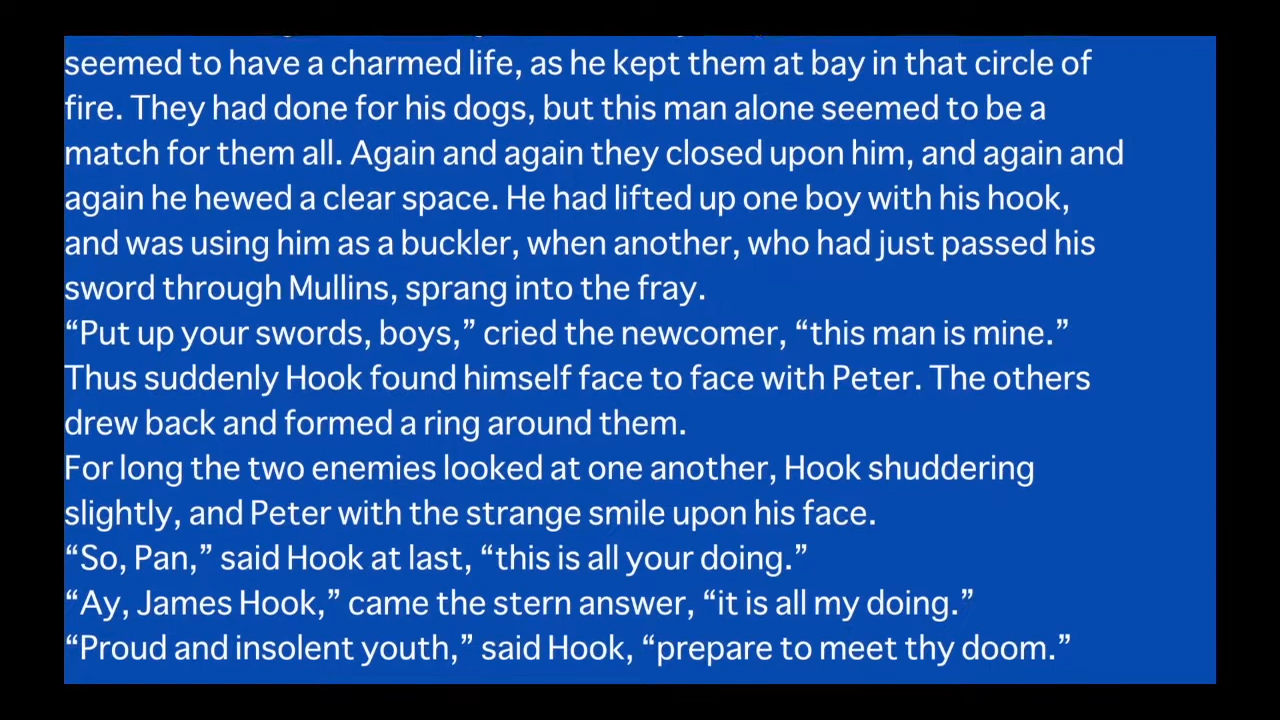 seemed to have a charmed life, as he kept them at bay in that circle of
fire. They had done for his dogs, but this man alone seemed to be a
match for them all. Again and again they closed upon him, and again and
again he hewed a clear space. He had lifted up one boy with his hook,
and was using him as a buckler, when another, who had just passed his
sword through Mullins, sprang into the fray.
“Put up your swords, boys,” cried the newcomer, “this man is mine.”
Thus suddenly Hook found himself face to face with Peter. The others
drew back and formed a ring around them.
For long the two enemies looked at one another, Hook shuddering
slightly, and Peter with the strange smile upon his face.
“So, Pan,” said Hook at last, “this is all your doing.”
“Ay, James Hook,” came the stern answer, “it is all my doing.”
“Proud and insolent youth,” said Hook, “prepare to meet thy doom.”